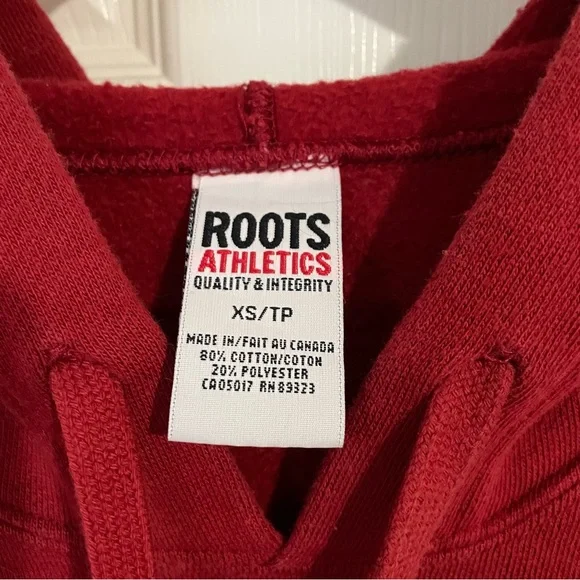 ROOTS
ATHLETICS
QUALITY & INTEGRITY
XS/TP
MADE IN/FAIT AU CANADA
80% COTTON/COTON
20% POLYESTER
CA05017 RN 89323